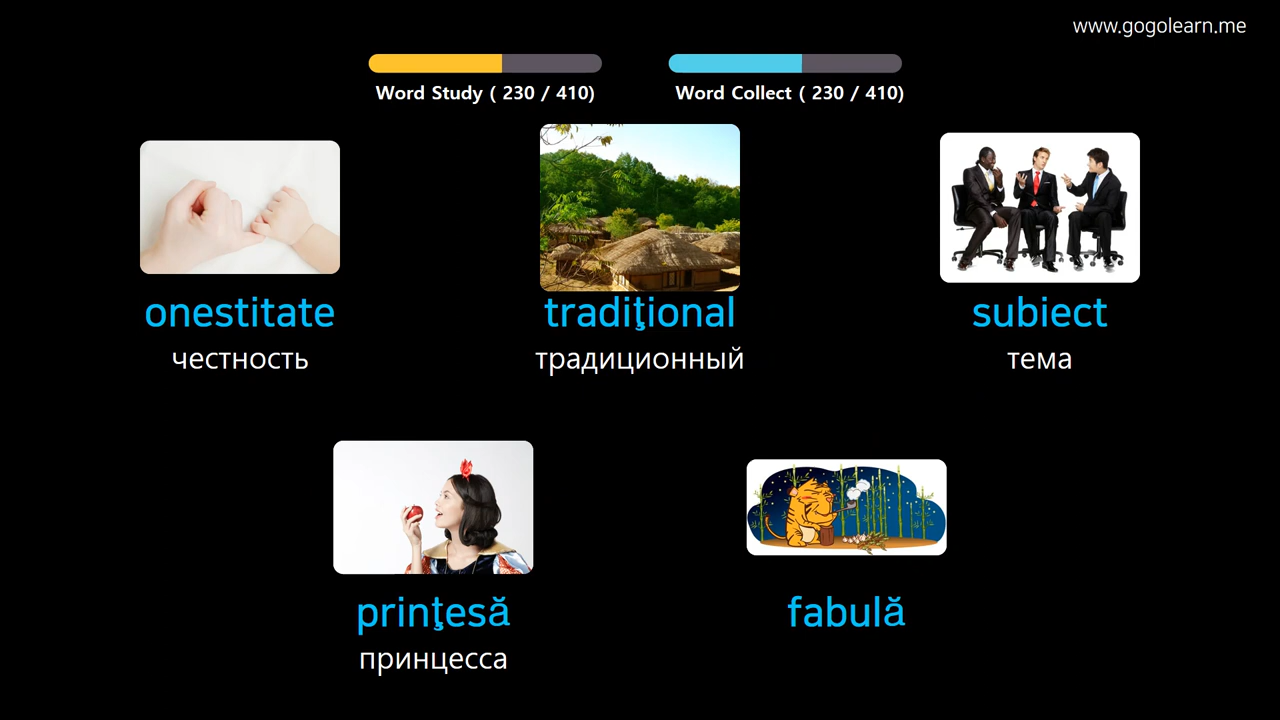 www.gogolearn.me
Word Study ( 230 / 410)
Word Collect ( 230 / 410)
onestitate
честность
tradiţional
традиционный
subiect
тема
prinţesă
принцесса
fabulă